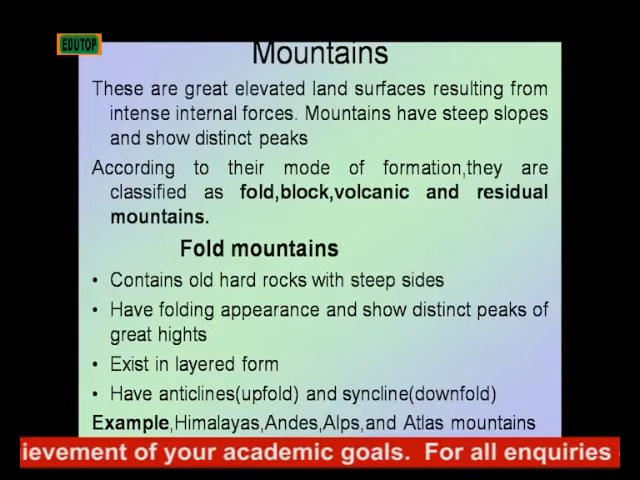 EDUTOP
Mountains
These are great elevated land surfaces resulting from
intense internal forces. Mountains have steep slopes
and show distinct peaks
According to their mode of formation,they are
classified as fold,block,volcanic and residual
mountains.
Fold mountains
• Contains old hard rocks with steep sides
• Have folding appearance and show distinct peaks of
great hights
• Exist in layered form
• Have anticlines(upfold) and syncline(downfold)
Example,Himalayas,Andes,Alps,and Atlas mountains
ievement of your academic goals. For all enquiries